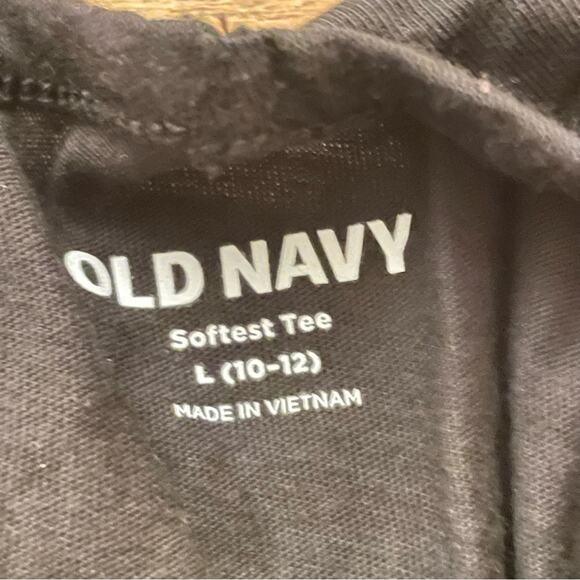 OLD NAVY
Softest Tee
L (10-12)
MADE IN VIETNAM